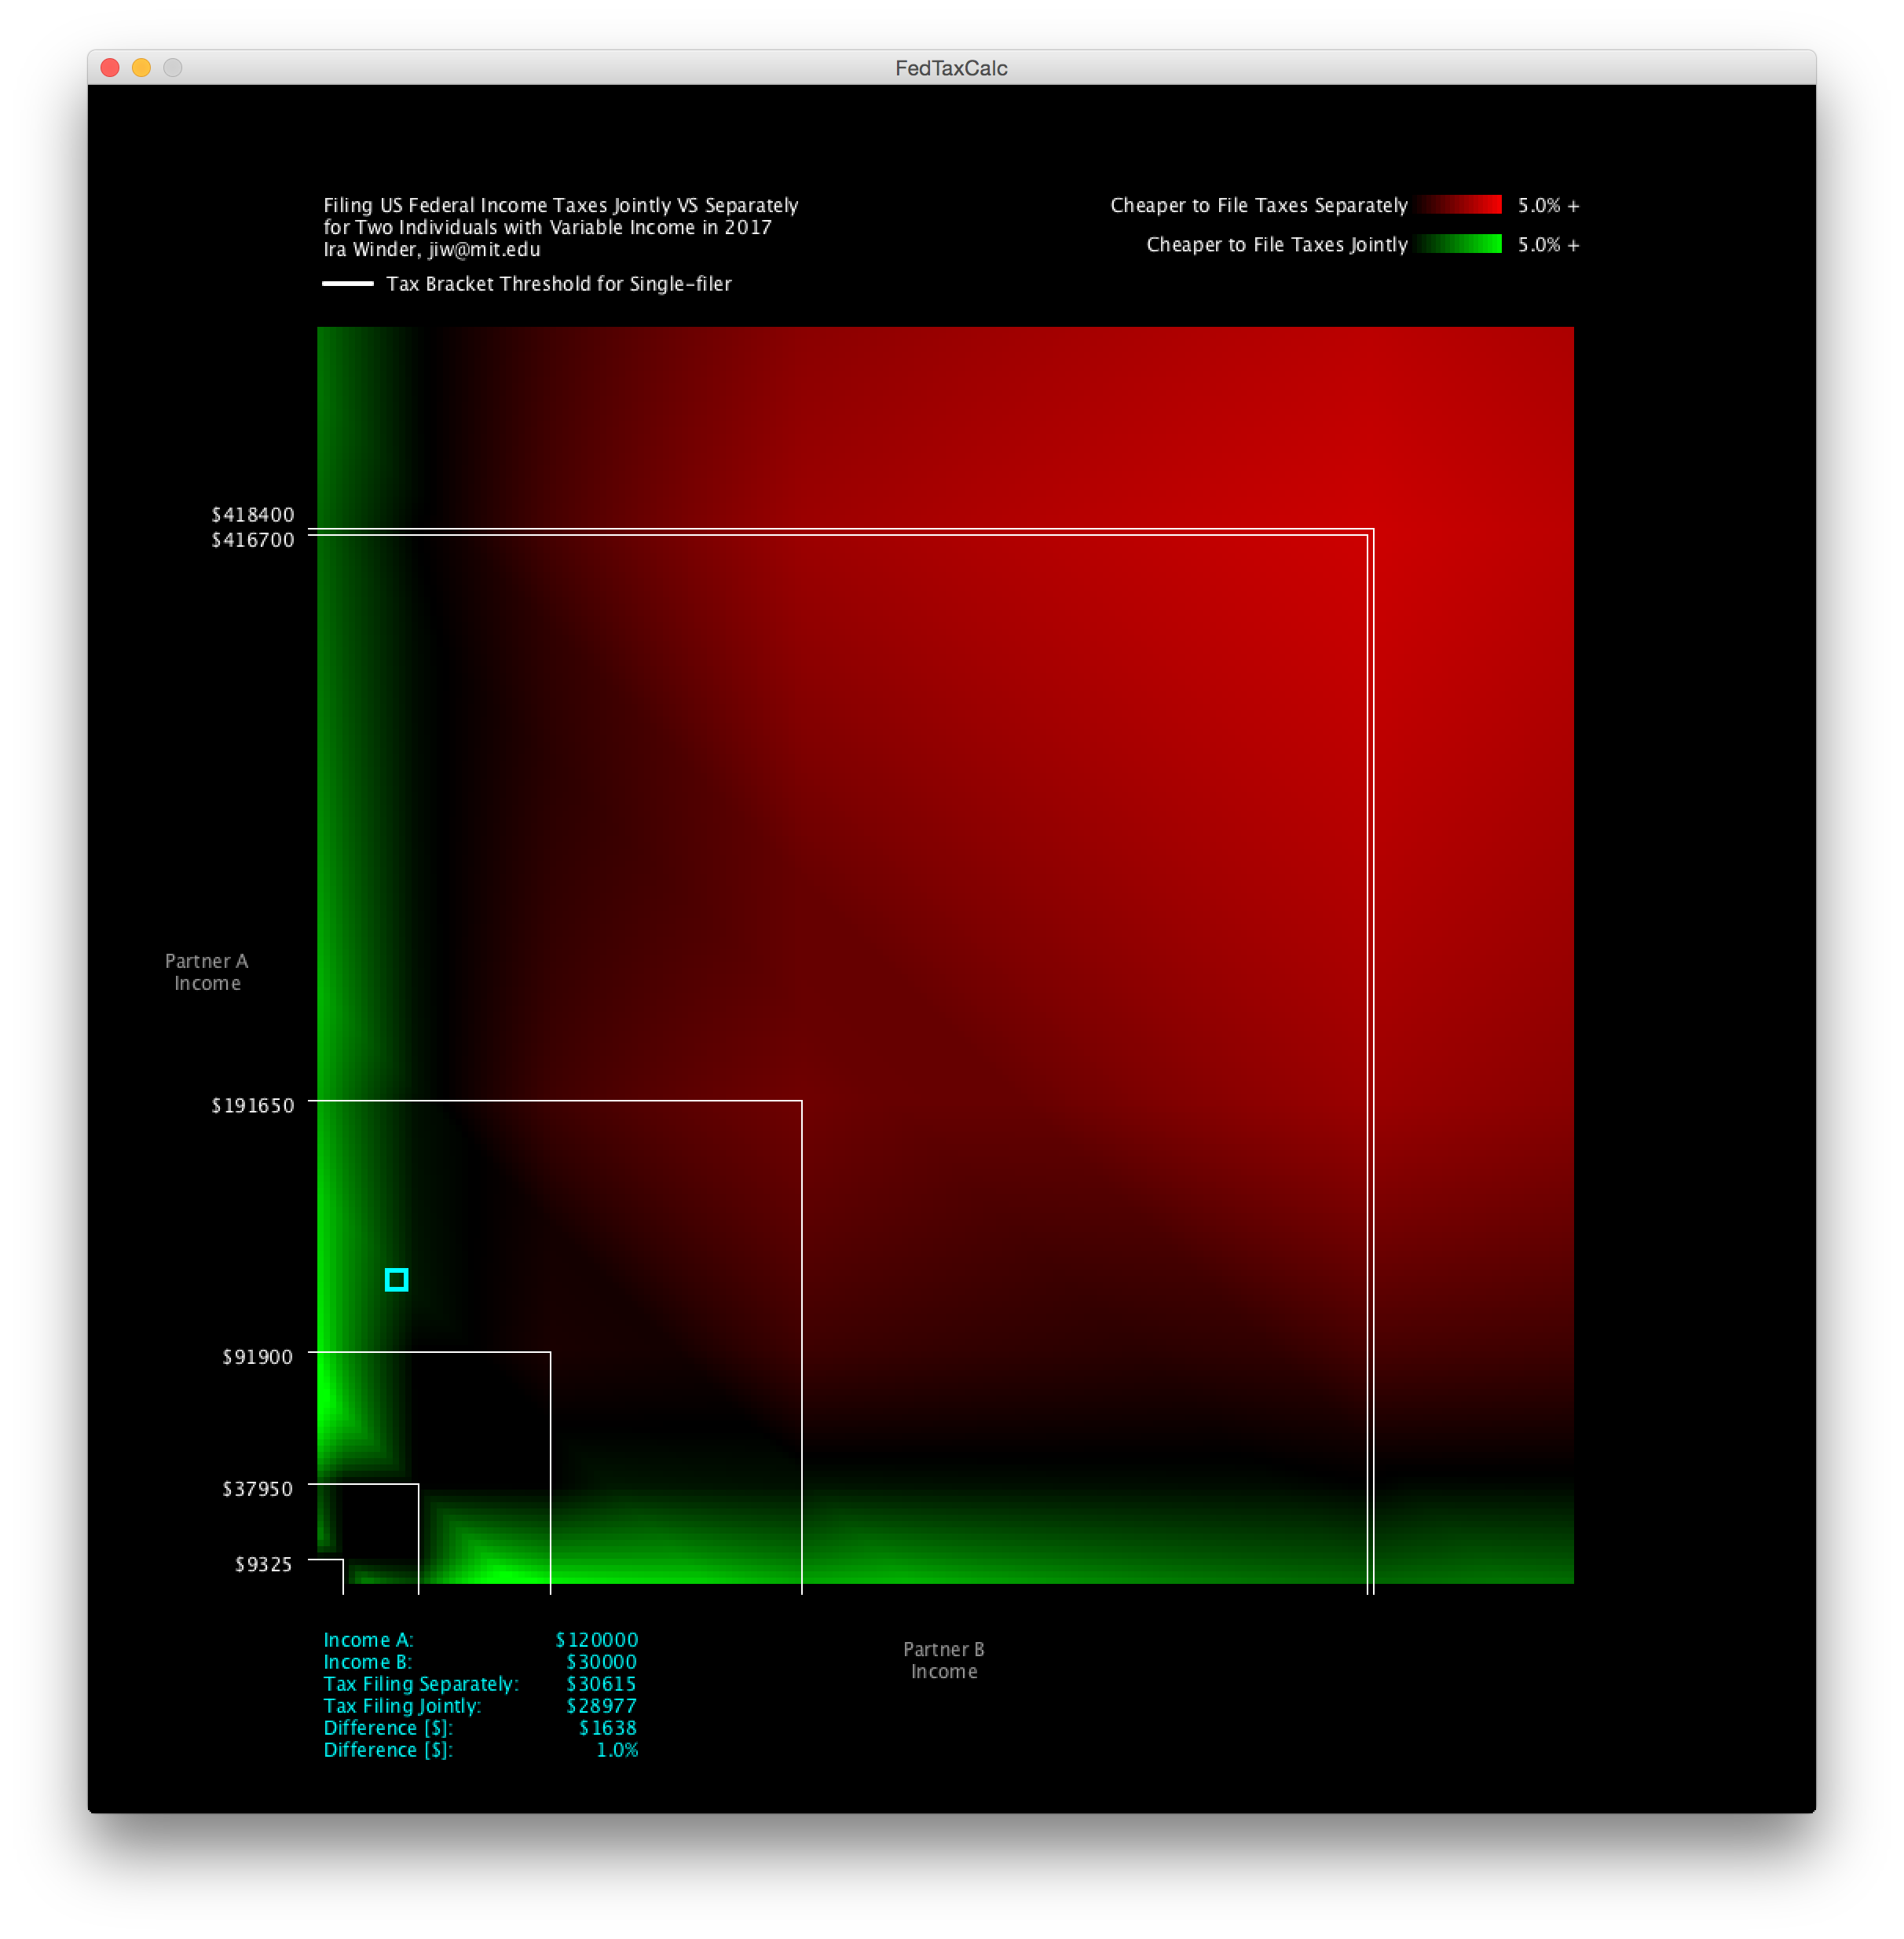 FedTaxCalc
Filing US Federal Income Taxes Jointly VS Separately
for Two Individuals with Variable Income in 2017
Ira Winder, jiw@mit.edu
Tax Bracket Threshold for Single-filer
Cheaper to File Taxes Separately 5.0% +
Cheaper to File Taxes Jointly 5.0% +
$418400
$416700
Partner A
Income
$191650
$91900
$37950
$9325
Income A: $120000
Income B: $30000
Tax Filing Separately: $30615
Tax Filing Jointly: $28977
Difference [$]: $1638
Difference [$]: 1.0%
Partner B
Income